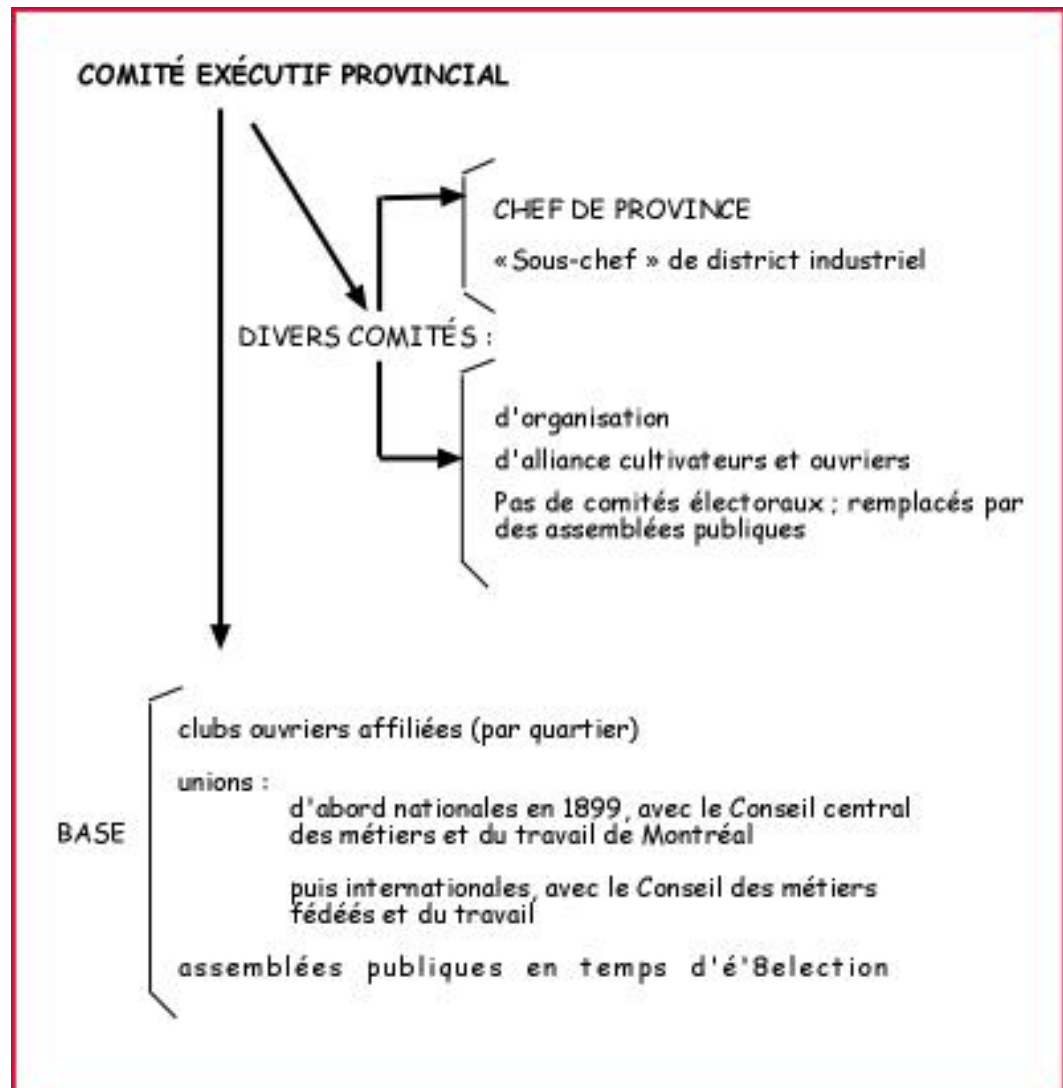 COMITÉ EXÉCUTIF PROVINCIAL
CHEF DE PROVINCE
« Sous-chef » de district industriel
DIVERS COMITÉS :
d'organisation
d'alliance cultivateurs et ouvriers
Pas de comités électoraux ; remplacés par
des assemblées publiques
BASE
clubs ouvriers affiliées (par quartier)
unions :
d'abord nationales en 1899, avec le Conseil central
des métiers et du travail de Montréal
puis internationales, avec le Conseil des métiers
fédéés et du travail
assemblées publiques en temps d'é'8election